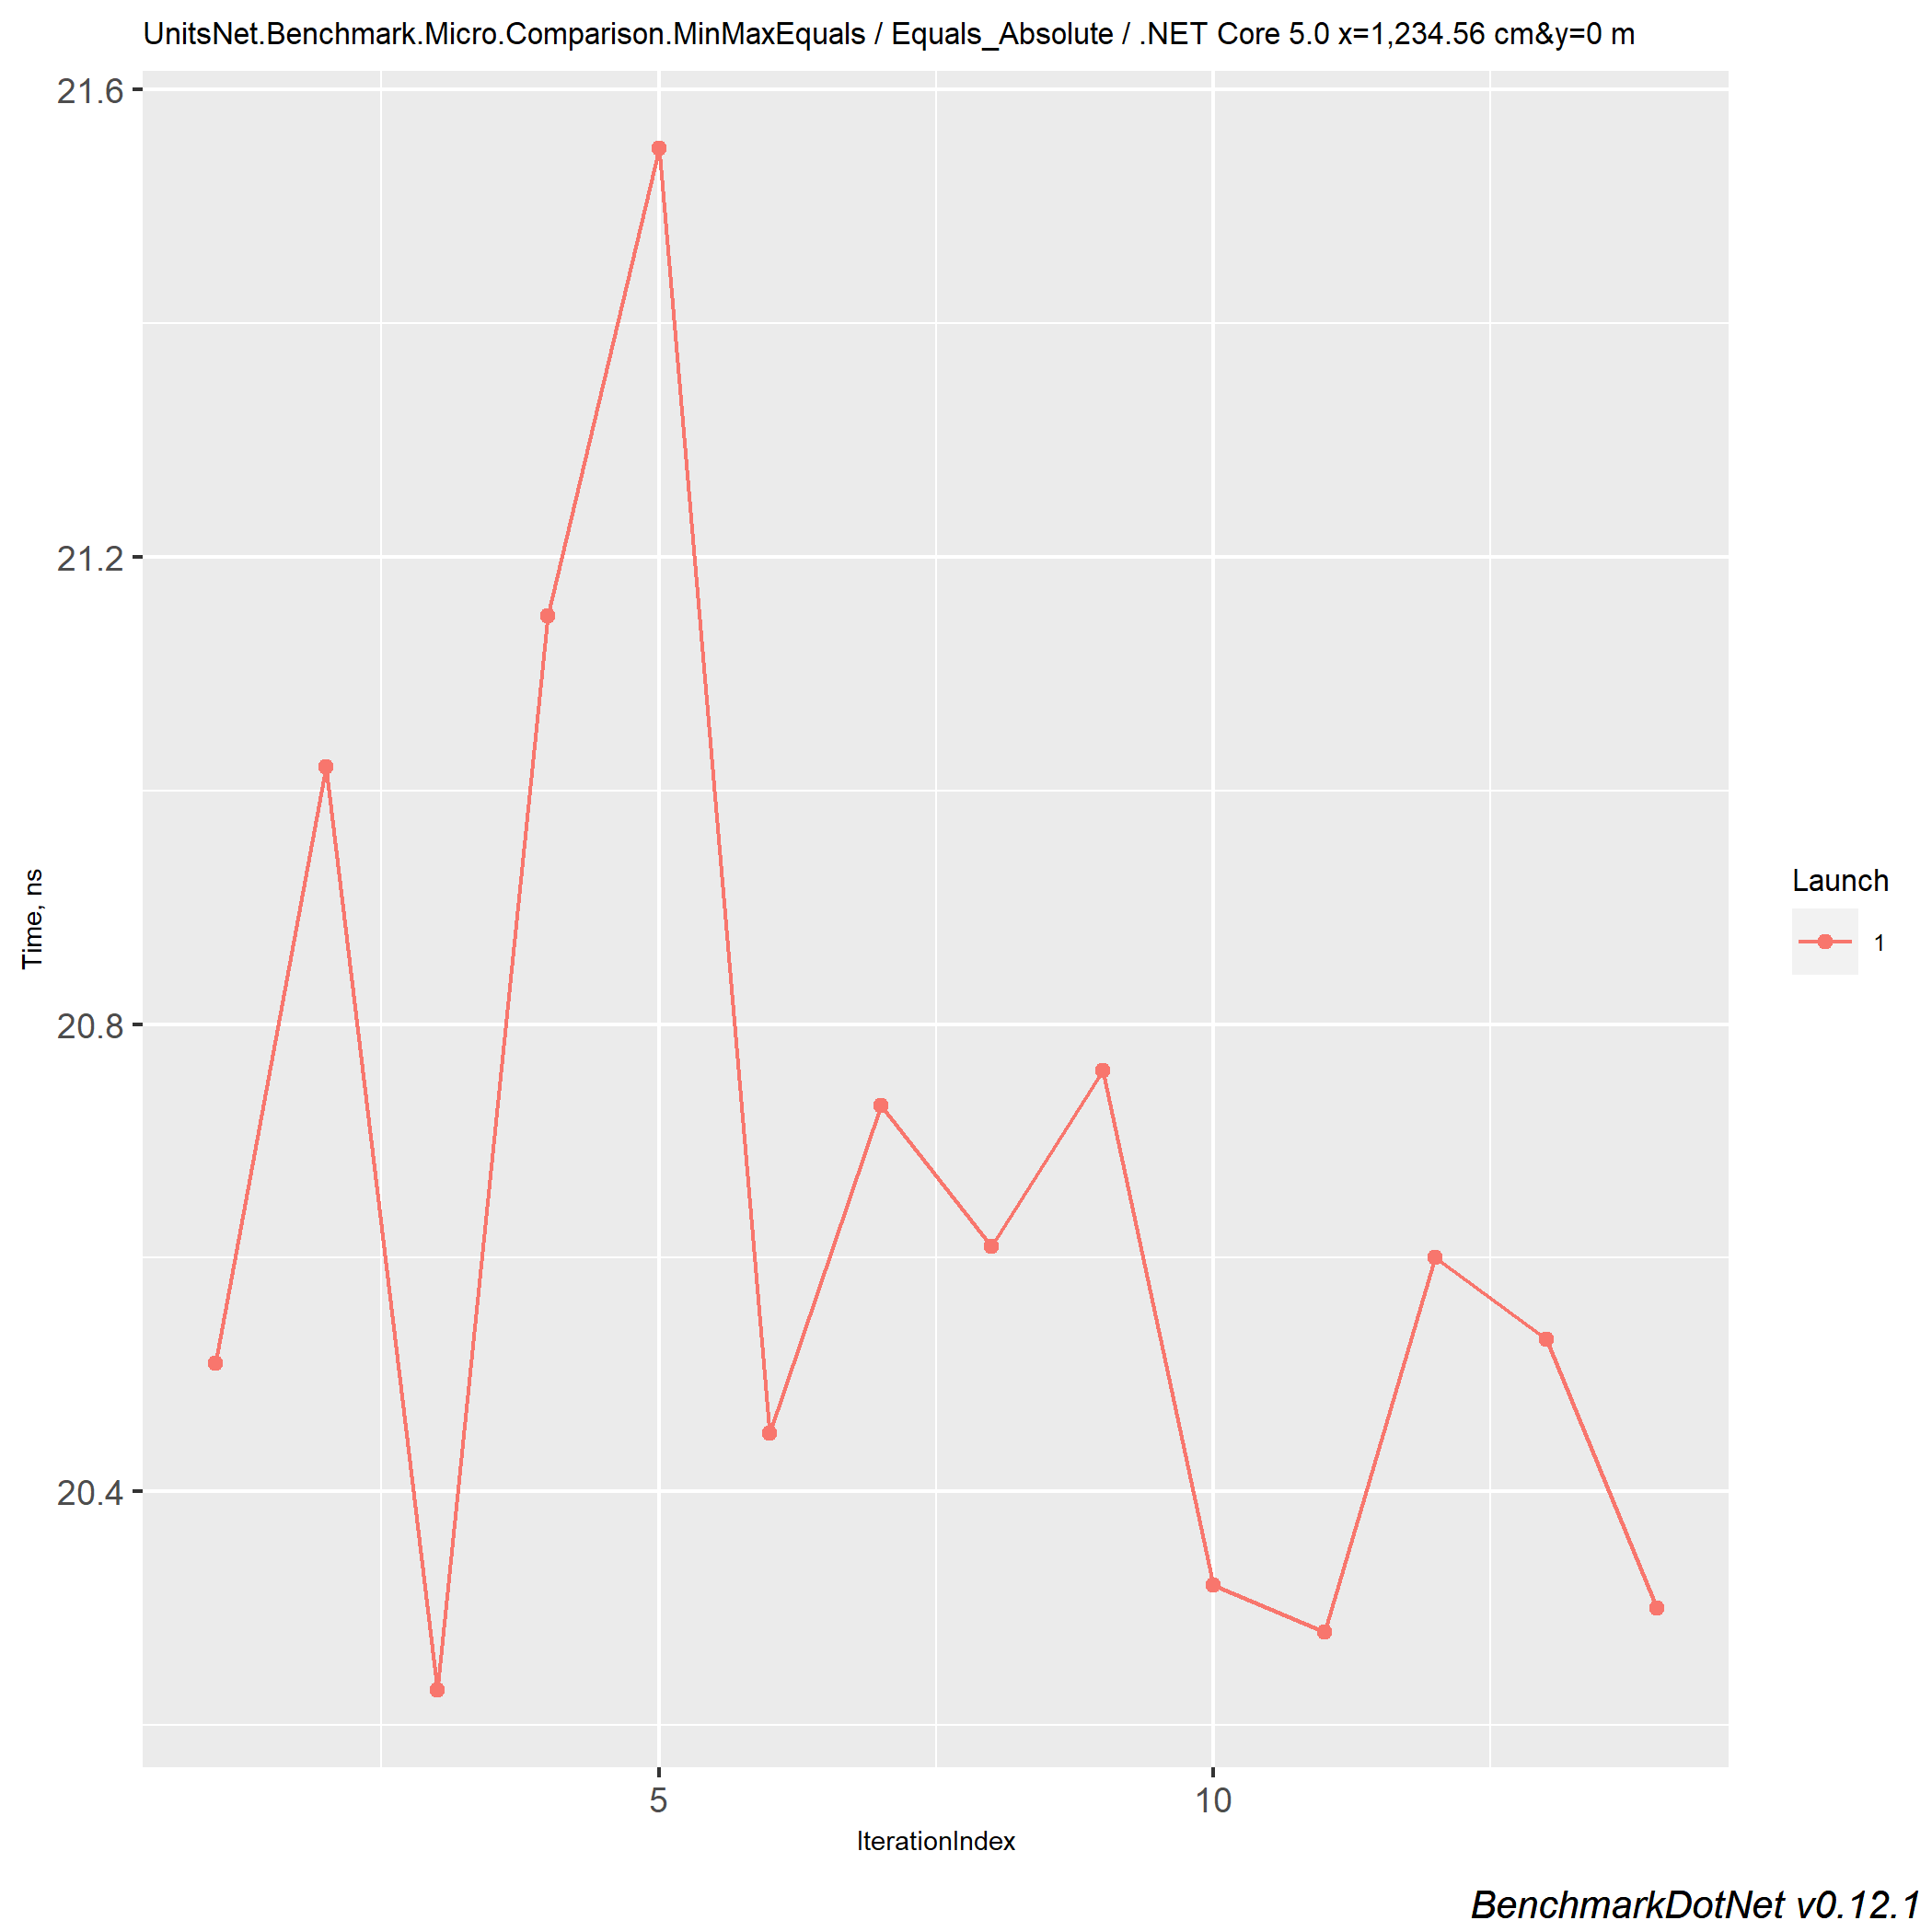 UnitsNet.Benchmark.Micro.Comparison.MinMaxEquals / Equals_Absolute / .NET Core 5.0 x=1,234.56 cm&y=0 m
21.6
21.2
20.8
20.4
Time, ns
5
10
IterationIndex
Launch
1
BenchmarkDotNet v0.12.1